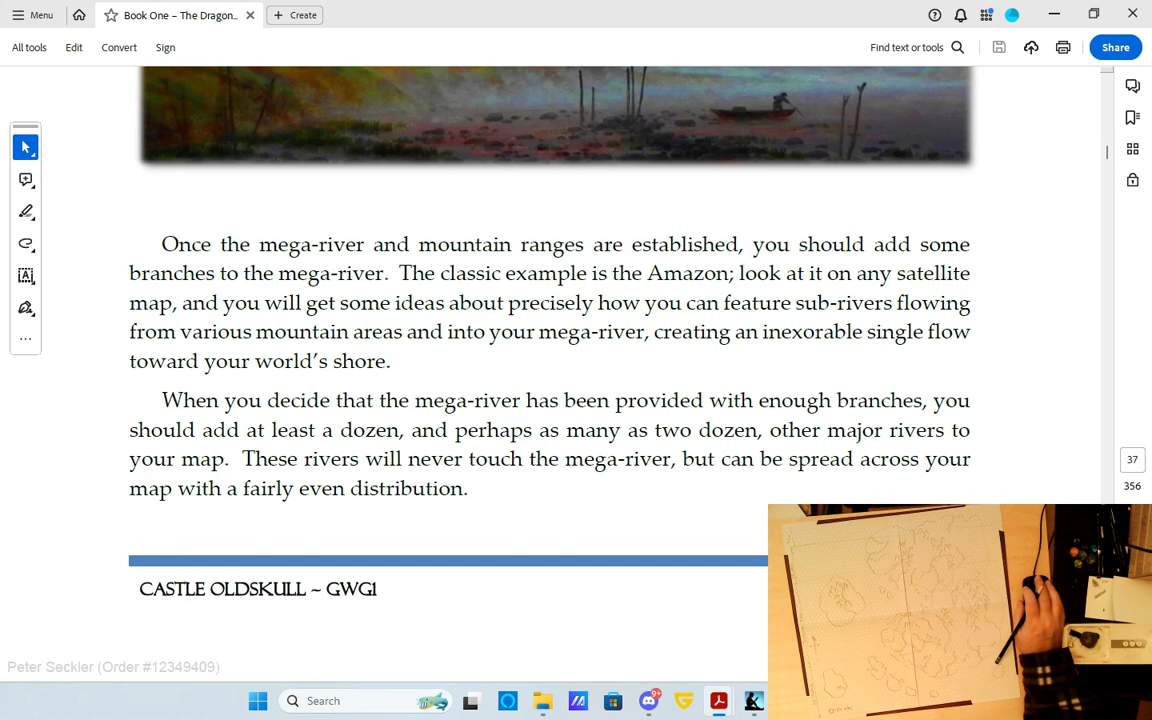 Menu
Book One – The Dragon...
Create
All tools
Edit
Convert
Sign
Find text or tools
Share
Once the mega-river and mountain ranges are established, you should add some
branches to the mega-river. The classic example is the Amazon; look at it on any satellite
map, and you will get some ideas about precisely how you can feature sub-rivers flowing
from various mountain areas and into your mega-river, creating an inexorable single flow
toward your world's shore.
When you decide that the mega-river has been provided with enough branches, you
should add at least a dozen, and perhaps as many as two dozen, other major rivers to
your map. These rivers will never touch the mega-river, but can be spread across your
map with a fairly even distribution.
37
356
CASTLE OLDSKULL ~ GWG1
Peter Seckler (Order #12349409)
Search
9+